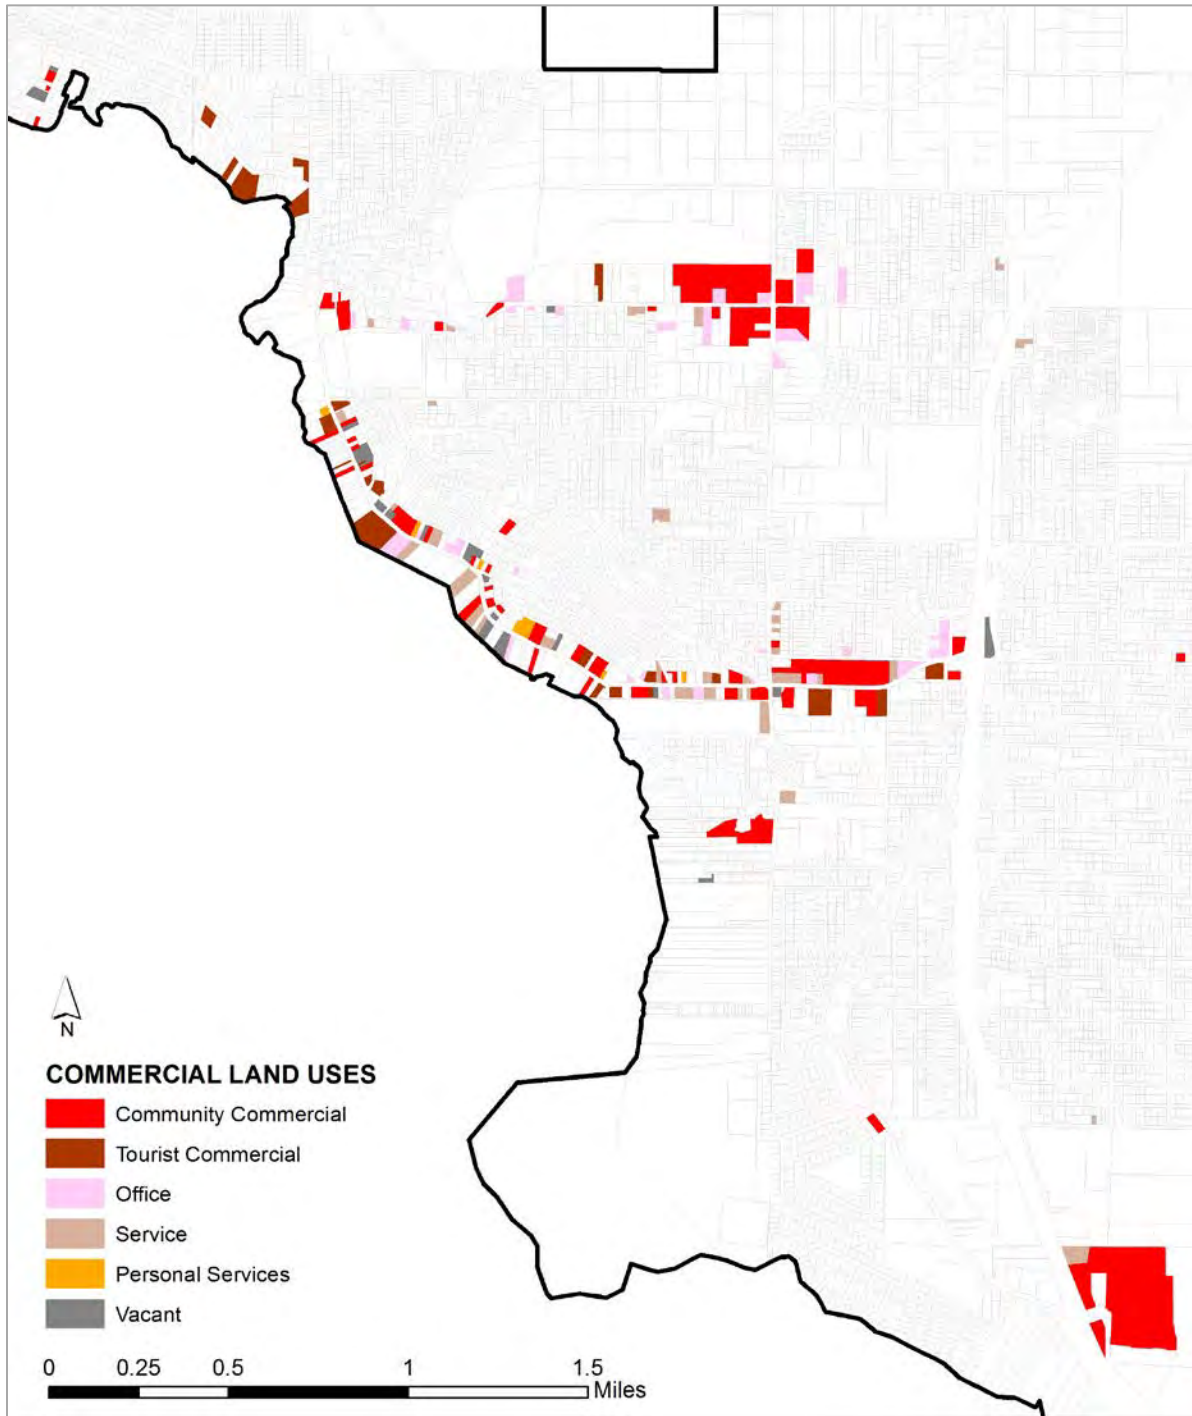 N
COMMERCIAL LAND USES
Community Commercial
Tourist Commercial
Office
Service
Personal Services
Vacant
0 0.25 0.5 1 1.5
Miles